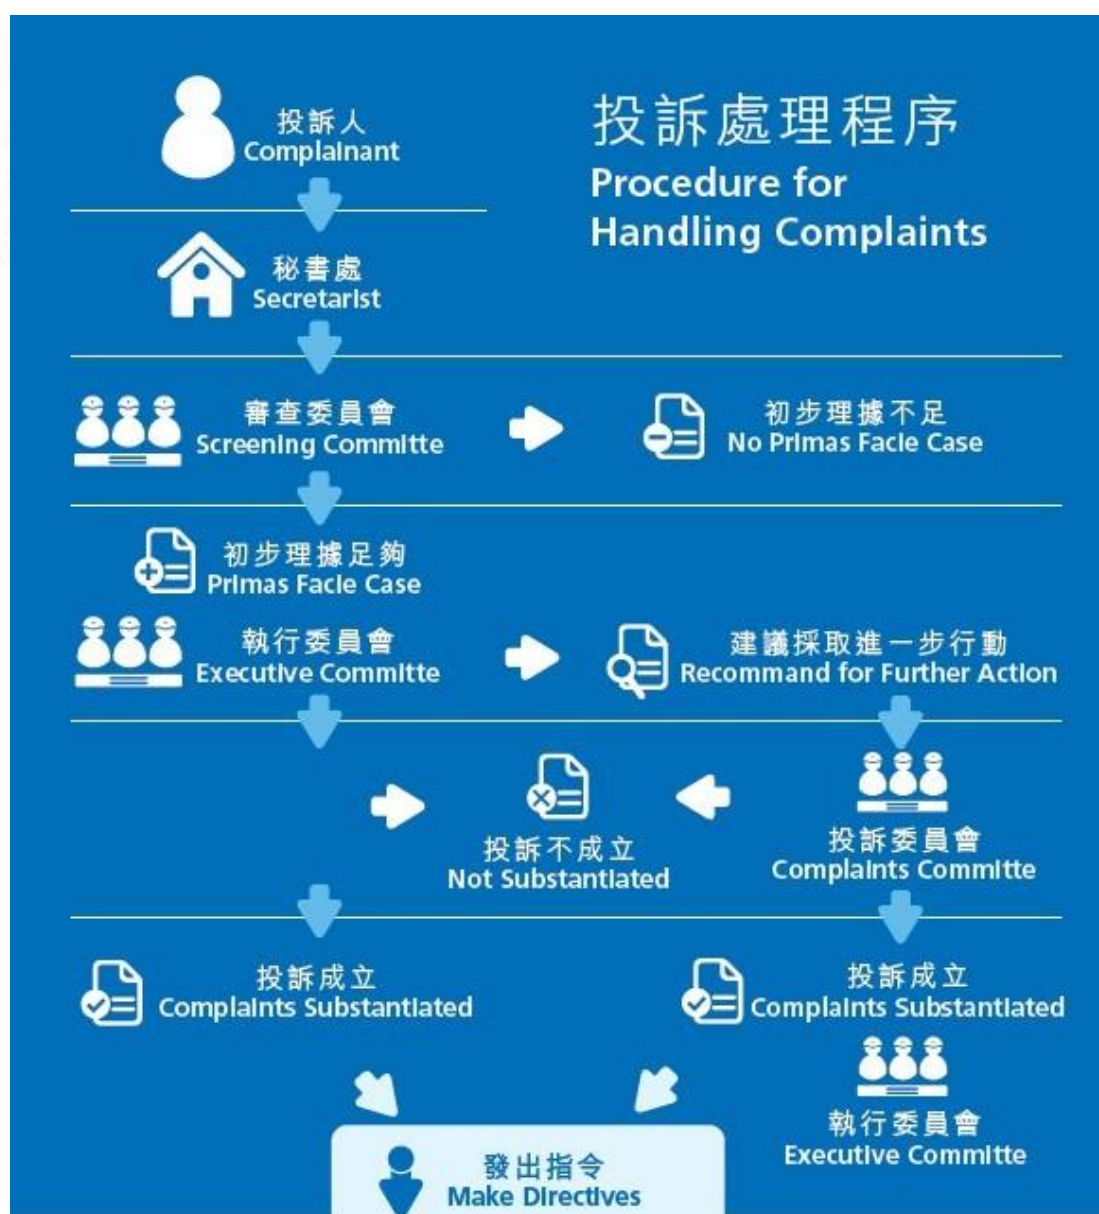 投訴處理程序
Procedure for
Handling Complaints
投訴人
Complainant
秘書處
Secretarist
審查委員會
Screening Committe
初步理據不足
No Primas Facie Case
初步理據足夠
Primas Facie Case
執行委員會
Executive Committe
建議採取進一步行動
Recommand for Further Action
投訴不成立
Not Substantiated
投訴委員會
Complaints Committe
投訴成立
Complaints Substantiated
投訴成立
Complaints Substantiated
執行委員會
Executive Committe
發出指令
Make Directives